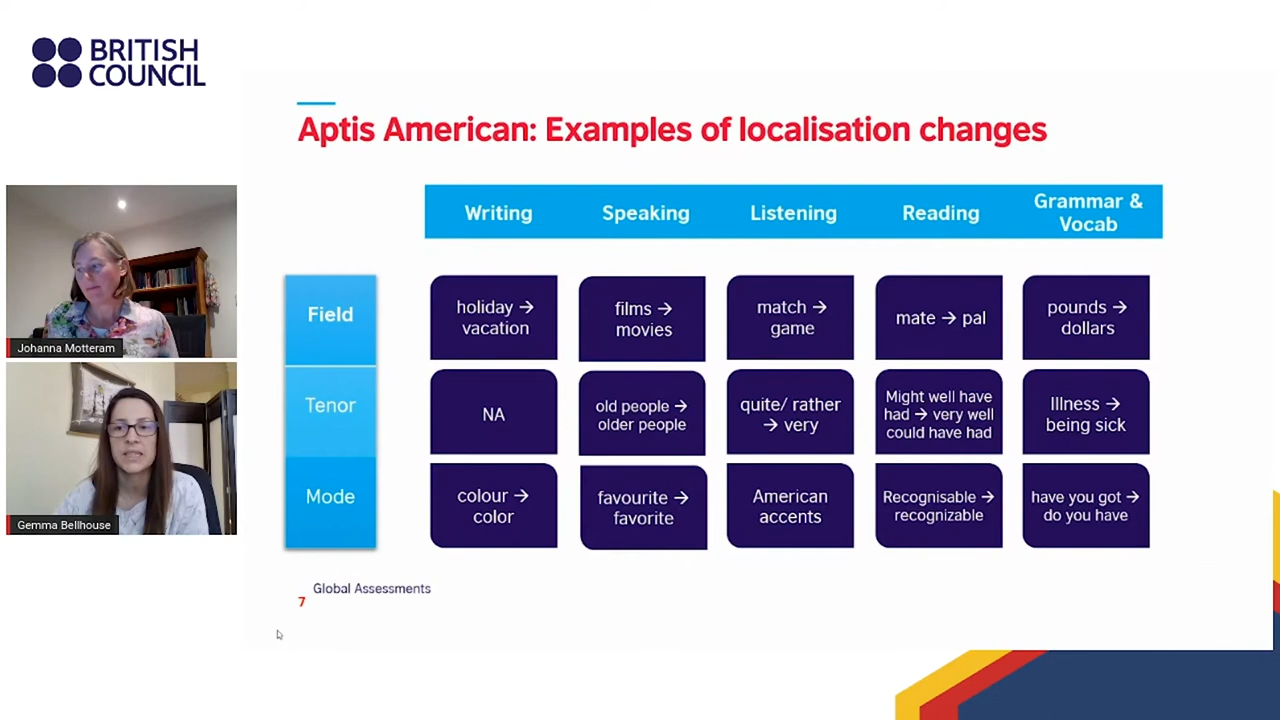 BRITISH
COUNCIL
Aptis American: Examples of localisation changes
Writing
Speaking
Listening
Reading
Grammar &
Vocab
Field
holiday →
vacation
films →
movies
match →
game
mate → pal
pounds →
dollars
Tenor
NA
old people →
older people
quite/ rather
→ very
Might well have
had → very well
could have had
Illness →
being sick
Mode
colour →
color
favourite →
favorite
American
accents
Recognisable →
recognizable
have you got →
do you have
Johanna Motteram
Gemma Bellhouse
Global Assessments
7